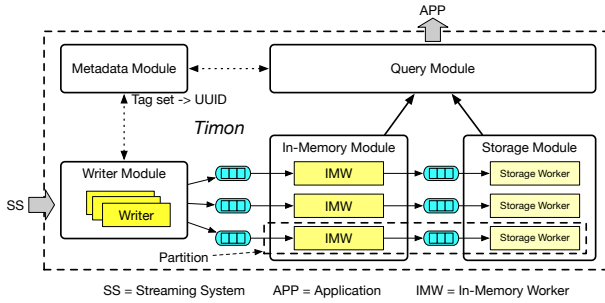 APP
Metadata Module
Query Module
Tag set -> UUID
Timon
In-Memory Module
Storage Module
Writer Module
IMW
Storage Worker
SS
Writer
IMW
Storage Worker
IMW
Storage Worker
Partition
SS = Streaming System
APP = Application
IMW = In-Memory Worker